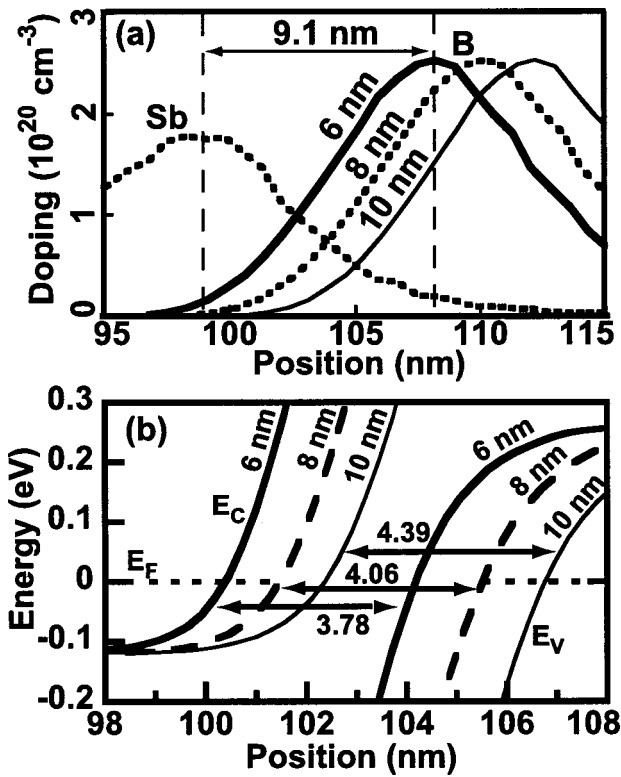 (a)
9.1 nm
B
Sb
6 nm
8 nm
10 nm
Doping (10²⁰ cm⁻³)
3
2
1
0
95 100 105 110 115
Position (nm)
(b)
0.3
0.2
0.1
0
-0.1
-0.2
Energy (eV)
6 nm
8 nm
10 nm
6 nm
8 nm
10 nm
E_C
E_F
E_V
4.39
4.06
3.78
98 100 102 104 106 108
Position (nm)